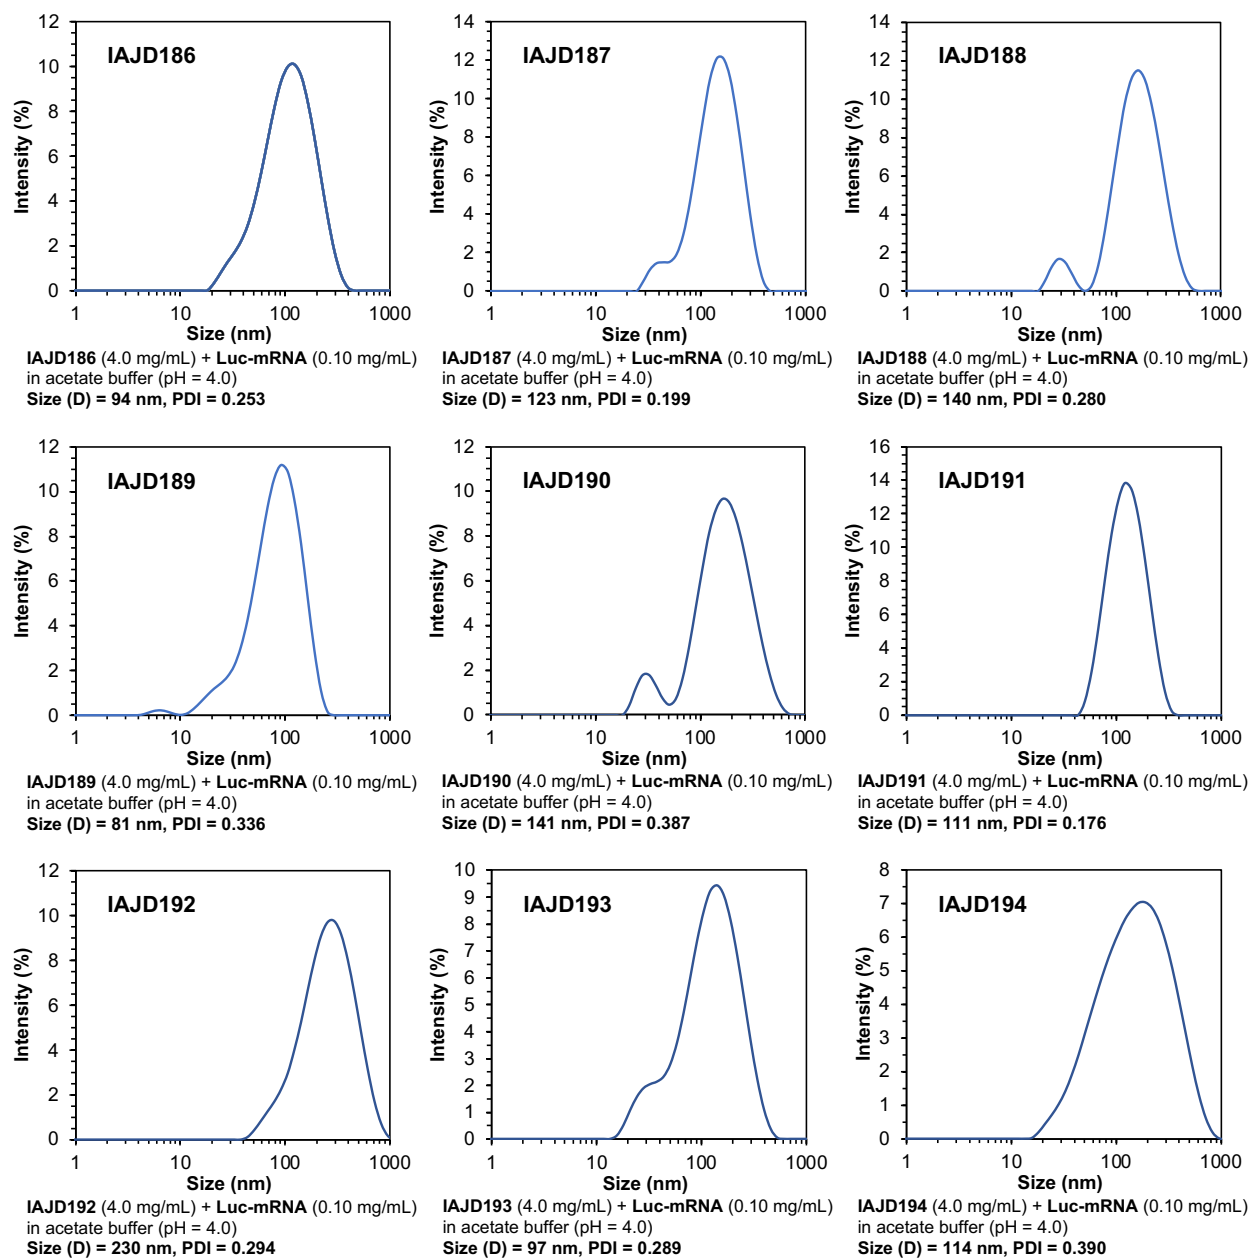 IAJD186
Intensity (%)
12
10
8
6
4
2
0
1 10 100 1000
Size (nm)
IAJD186 (4.0 mg/mL) + Luc-mRNA (0.10 mg/mL)
in acetate buffer (pH = 4.0)
Size (D) = 94 nm, PDI = 0.253
IAJD187
Intensity (%)
14
12
10
8
6
4
2
0
1 10 100 1000
Size (nm)
IAJD187 (4.0 mg/mL) + Luc-mRNA (0.10 mg/mL)
in acetate buffer (pH = 4.0)
Size (D) = 123 nm, PDI = 0.199
IAJD188
Intensity (%)
14
12
10
8
6
4
2
0
1 10 100 1000
Size (nm)
IAJD188 (4.0 mg/mL) + Luc-mRNA (0.10 mg/mL)
in acetate buffer (pH = 4.0)
Size (D) = 140 nm, PDI = 0.280
IAJD189
Intensity (%)
12
10
8
6
4
2
0
1 10 100 1000
Size (nm)
IAJD189 (4.0 mg/mL) + Luc-mRNA (0.10 mg/mL)
in acetate buffer (pH = 4.0)
Size (D) = 81 nm, PDI = 0.336
IAJD190
Intensity (%)
12
10
8
6
4
2
0
1 10 100 1000
Size (nm)
IAJD190 (4.0 mg/mL) + Luc-mRNA (0.10 mg/mL)
in acetate buffer (pH = 4.0)
Size (D) = 141 nm, PDI = 0.387
IAJD191
Intensity (%)
16
14
12
10
8
6
4
2
0
1 10 100 1000
Size (nm)
IAJD191 (4.0 mg/mL) + Luc-mRNA (0.10 mg/mL)
in acetate buffer (pH = 4.0)
Size (D) = 111 nm, PDI = 0.176
IAJD192
Intensity (%)
12
10
8
6
4
2
0
1 10 100 1000
Size (nm)
IAJD192 (4.0 mg/mL) + Luc-mRNA (0.10 mg/mL)
in acetate buffer (pH = 4.0)
Size (D) = 230 nm, PDI = 0.294
IAJD193
Intensity (%)
10
9
8
7
6
5
4
3
2
1
0
1 10 100 1000
Size (nm)
IAJD193 (4.0 mg/mL) + Luc-mRNA (0.10 mg/mL)
in acetate buffer (pH = 4.0)
Size (D) = 97 nm, PDI = 0.289
IAJD194
Intensity (%)
8
7
6
5
4
3
2
1
0
1 10 100 1000
Size (nm)
IAJD194 (4.0 mg/mL) + Luc-mRNA (0.10 mg/mL)
in acetate buffer (pH = 4.0)
Size (D) = 114 nm, PDI = 0.390